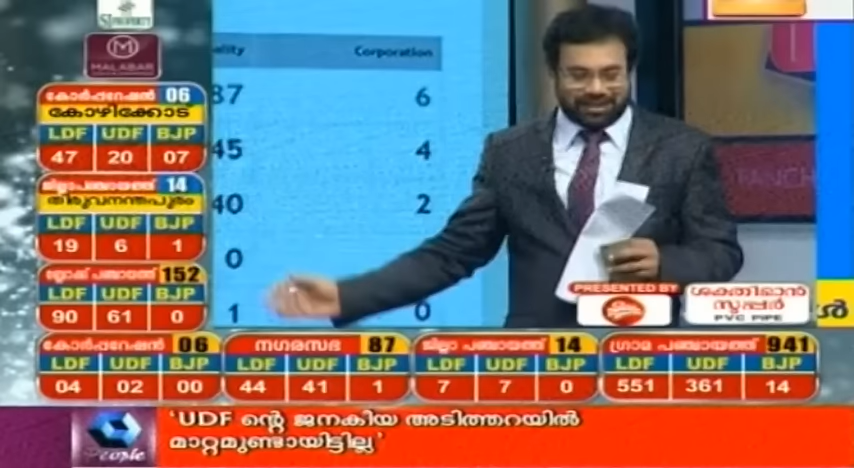 SI PROPERTY
MALABAR
ality Corporation
87 6
45 4
40 2
0
1 0
കോർപ്പറേഷൻ 06
കോഴിക്കോട്
LDF UDF BJP
47 20 07
ജില്ലാപഞ്ചായത്ത് 14
തിരുവനന്തപുരം
LDF UDF BJP
19 6 1
ബ്ലോക്ക് പഞ്ചായത്ത് 152
LDF UDF BJP
90 61 0
PANCH
PRESENTED BY
ശക്തിമാൻ
സൂപ്പർ
PVC PIPE
ൾ
കോർപ്പറേഷൻ 06
LDF UDF BJP
04 02 00
നഗരസഭ 87
LDF UDF BJP
44 41 1
ജില്ലാ പഞ്ചായത്ത് 14
LDF UDF BJP
7 7 0
ഗ്രാമ പഞ്ചായത്ത് 941
LDF UDF BJP
551 361 14
People
'UDF ന്റെ ജനകീയ അടിത്തറയിൽ
മാറ്റമുണ്ടായിട്ടില്ല'